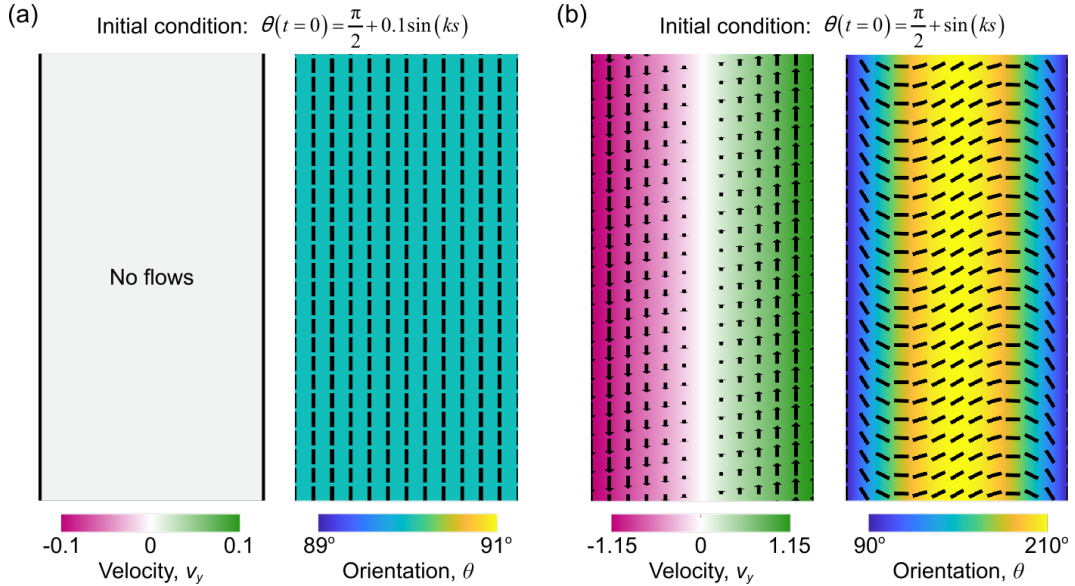 (a)
Initial condition: θ(t = 0) = π/2 + 0.1 sin(ks)
No flows
-0.1 0 0.1
Velocity, v_y
89° 91°
Orientation, θ
(b)
Initial condition: θ(t = 0) = π/2 + sin(ks)
-1.15 0 1.15
Velocity, v_y
90° 210°
Orientation, θ